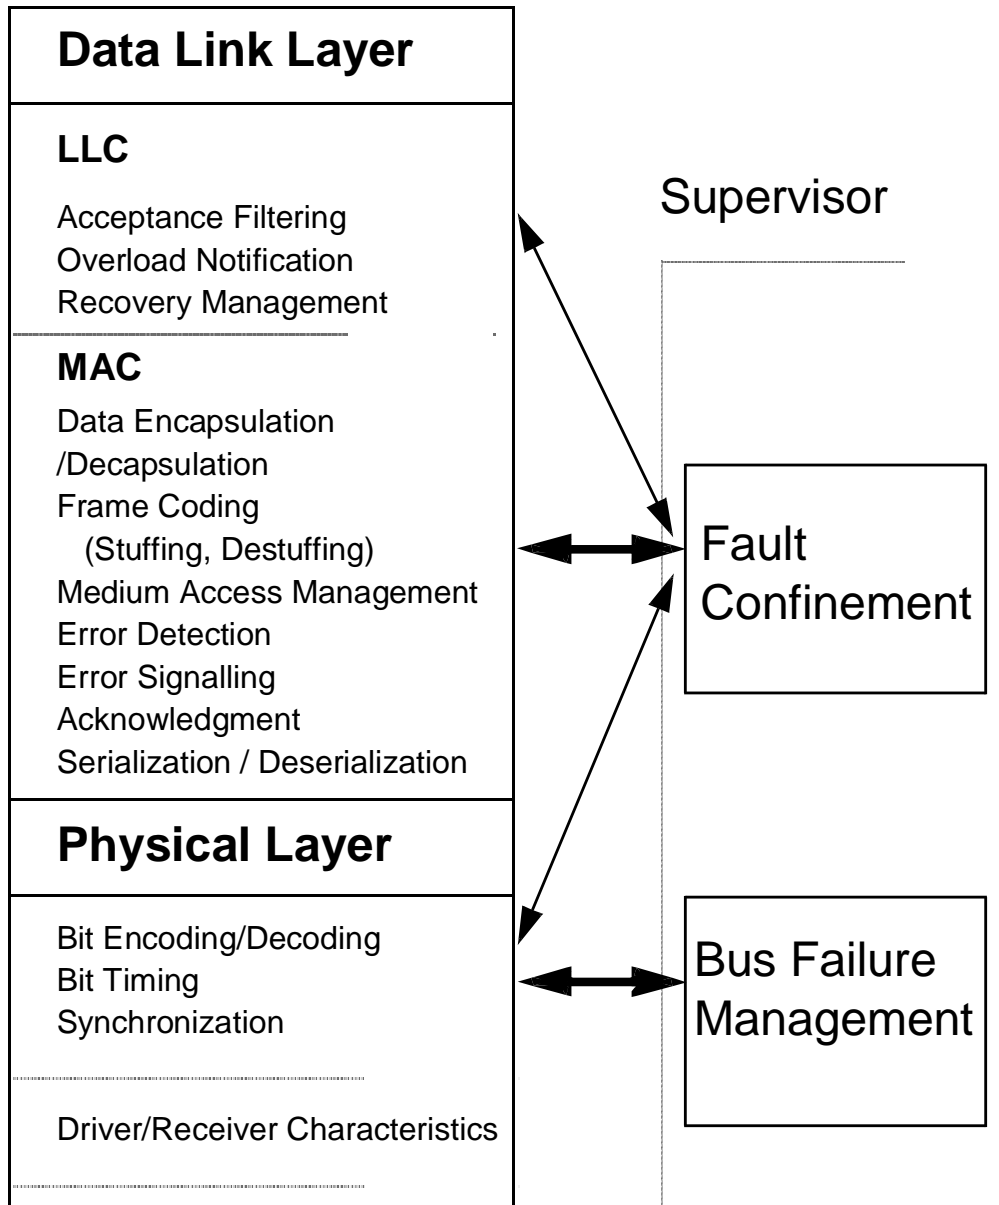 Data Link Layer
LLC
Acceptance Filtering
Overload Notification
Recovery Management
MAC
Data Encapsulation
/Decapsulation
Frame Coding
(Stuffing, Destuffing)
Medium Access Management
Error Detection
Error Signalling
Acknowledgment
Serialization / Deserialization
Physical Layer
Bit Encoding/Decoding
Bit Timing
Synchronization
Driver/Receiver Characteristics
Supervisor
Fault
Confinement
Bus Failure
Management